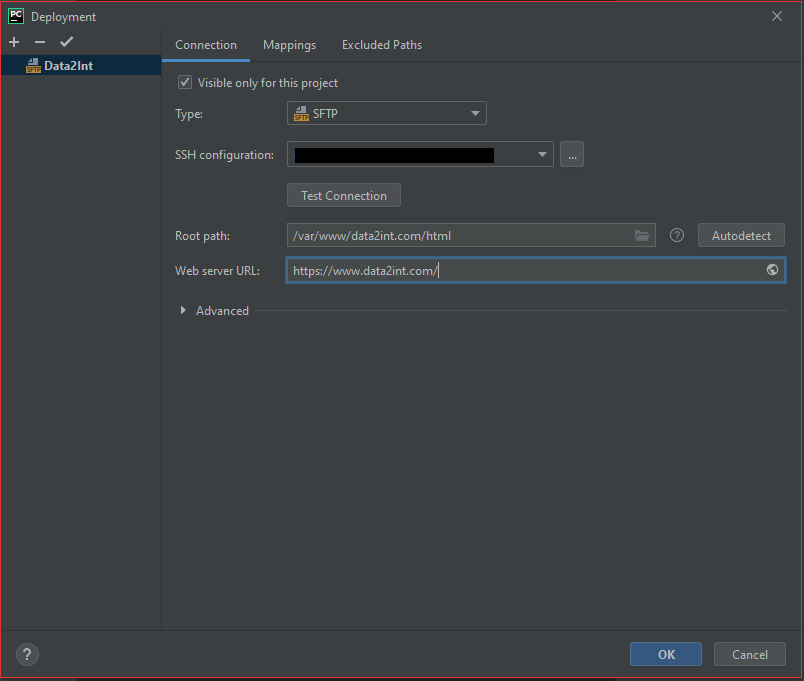 PC Deployment
Data2Int
Connection Mappings Excluded Paths
Visible only for this project
Type: SFTP SFTP
SSH configuration: ...
Test Connection
Root path: /var/www/data2int.com/html ? Autodetect
Web server URL: https://www.data2int.com/
Advanced
? OK Cancel